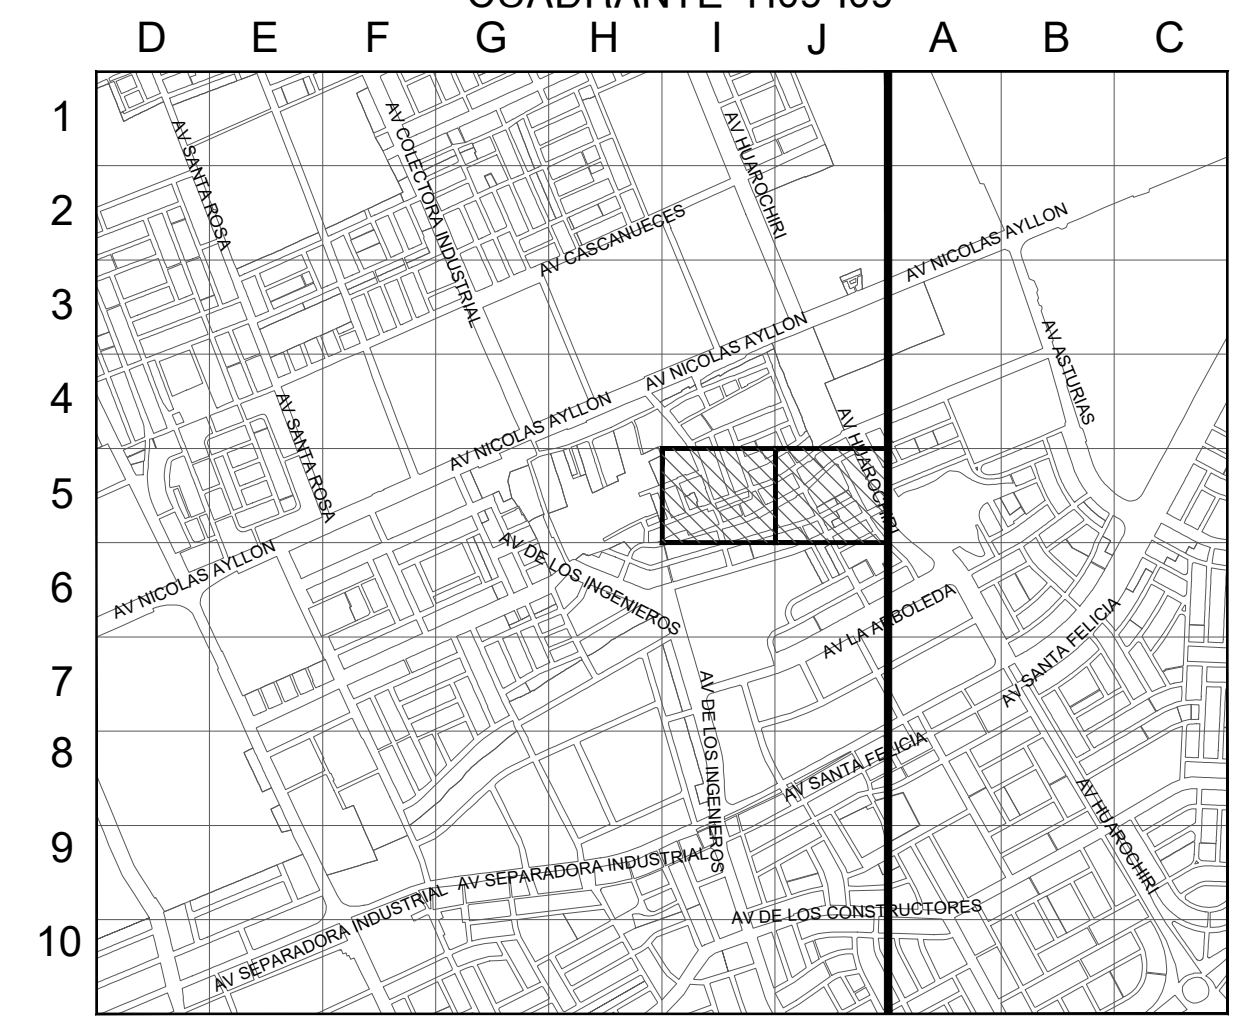 D E F G H I J A B C
1
2
3
4
5
6
7
8
9
10
AV SANTA ROSA
AV COLECTORA INDUSTRIAL
AV HUAROCHIRI
AV CASCANUECES
AV NICOLAS AYLLON
AV NICOLAS AYLLON
AV ASTURIAS
AV SANTA ROSA
AV NICOLAS AYLLON
AV HUAROCHIRI
AV NICOLAS AYLLON
AV DE LOS INGENIEROS
AV LA ARBOLEDA
AV SANTA FELICIA
AV DE LOS INGENIEROS
AV SANTA FELICIA
AV HUAROCHIRI
AV SEPARADORA INDUSTRIAL
AV SEPARADORA INDUSTRIAL
AV DE LOS CONSTRUCTORES